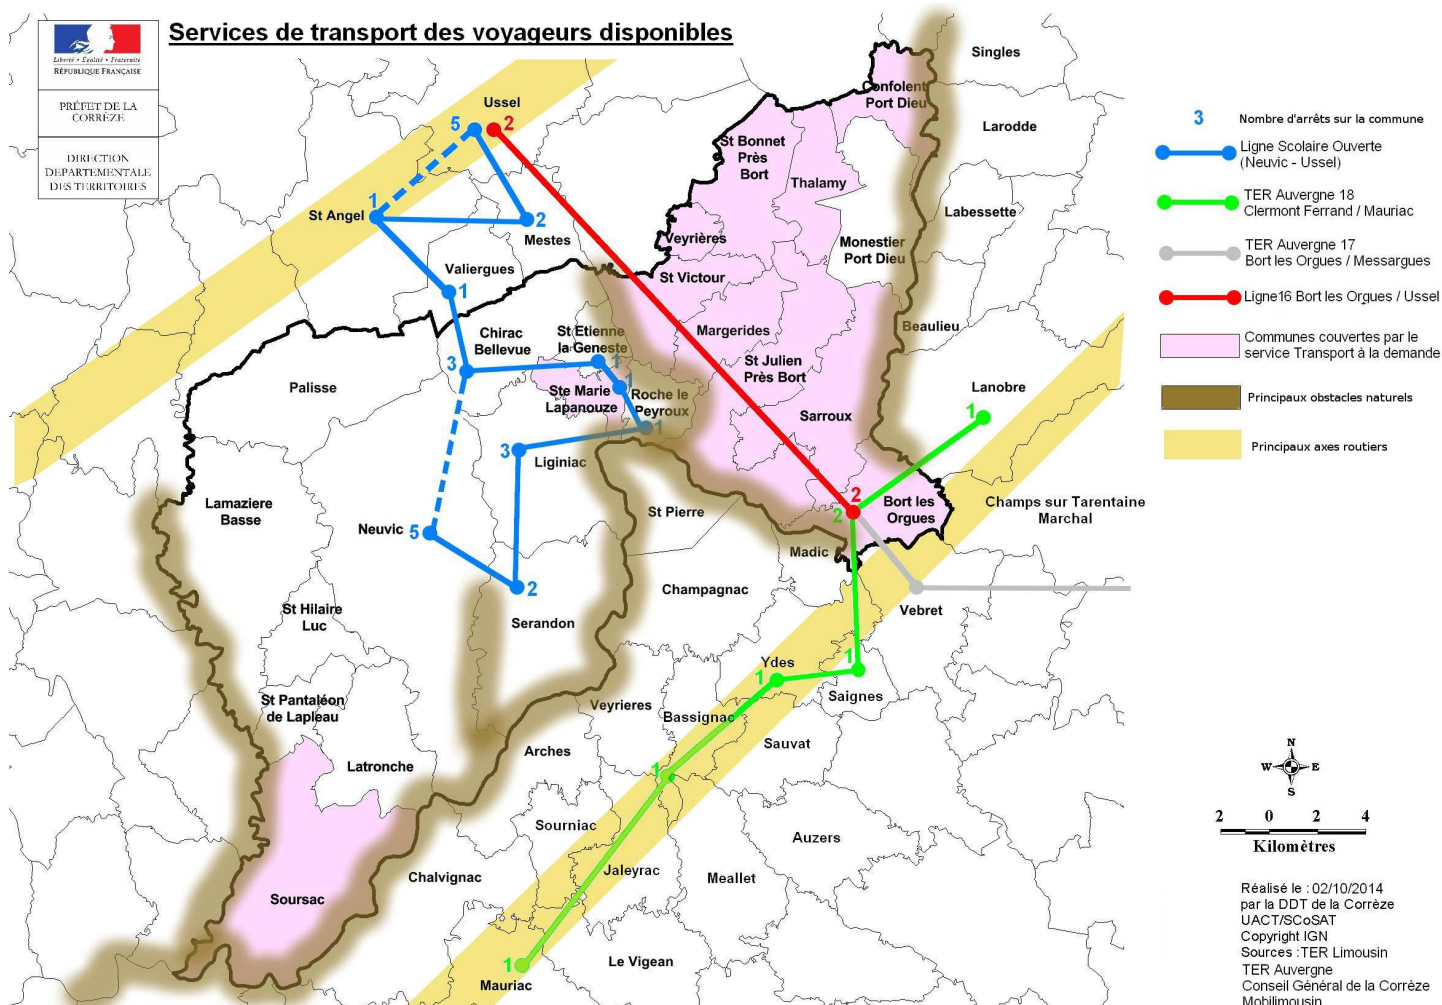 Services de transport des voyageurs disponibles
Liberté • Égalité • Fraternité
RÉPUBLIQUE FRANÇAISE
PRÉFET DE LA
CORRÈZE
DIRECTION
DEPARTEMENTALE
DES TERRITOIRES
Singles
Confolent
Port Dieu
Larodde
Ussel
5
2
St Bonnet
Près
Bort
Thalamy
1
St Angel
2
Mestes
Labessette
Veyrières
Monestier
Port Dieu
Valiergues
1
St Victour
Chirac
Bellevue
St Etienne
la Geneste
Margerides
Beaulieu
3
1
St Julien
Près Bort
Palisse
1
Ste Marie
Lapanouze
Roche le
Peyroux
1
Lanobre
1
Sarroux
3
Liginiac
Lamaziere
Basse
2
2
Bort les
Orgues
Champs sur Tarentaine
Marchal
St Pierre
Neuvic
5
Madic
2
Champagnac
Vebret
St Hilaire
Luc
Serandon
Ydes
1
1
Saignes
St Pantaléon
de Lapleau
Veyrieres
Bassignac
Sauvat
Arches
Latronche
1
Sourniac
Auzers
Jaleyrac
Meallet
Chalvignac
Soursac
Le Vigean
1
Mauriac
3
Nombre d'arrêts sur la commune
Ligne Scolaire Ouverte
(Neuvic - Ussel)
TER Auvergne 18
Clermont Ferrand / Mauriac
TER Auvergne 17
Bort les Orgues / Messargues
Ligne16 Bort les Orgues / Ussel
Communes couvertes par le
service Transport à la demande
Principaux obstacles naturels
Principaux axes routiers
N
W E
S
2 0 2 4
Kilomètres
Réalisé le : 02/10/2014
par la DDT de la Corrèze
UACT/SCoSAT
Copyright IGN
Sources : TER Limousin
TER Auvergne
Conseil Général de la Corrèze
Mobilimousin